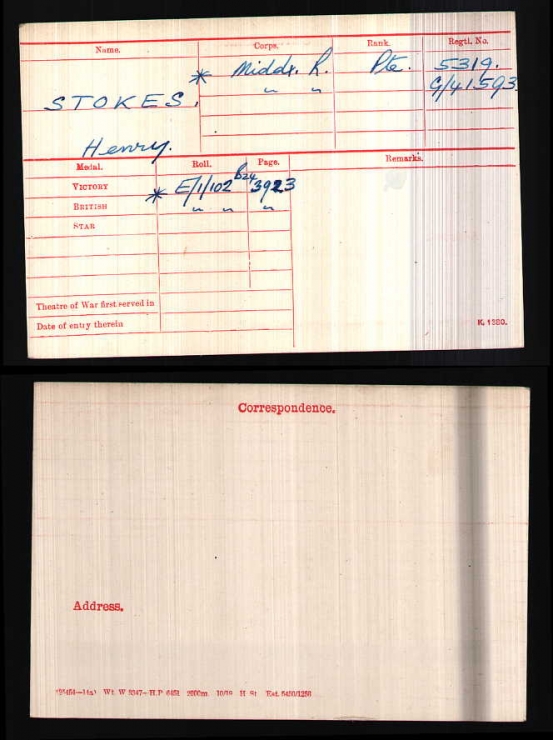 Name. Corps. Rank. Regtl. No.
* Middx. R. Pte. 5319.
STOKES. " " G/41593
Henry.
Medal. Roll. Page. Remarks.
VICTORY * E/1/102 B24 3923
BRITISH " " "
STAR
Theatre of War first served in
Date of entry therein K. 1380.
Correspondence.
Address.